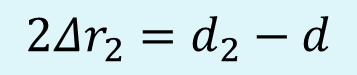 2Δr₂ = d₂ − d